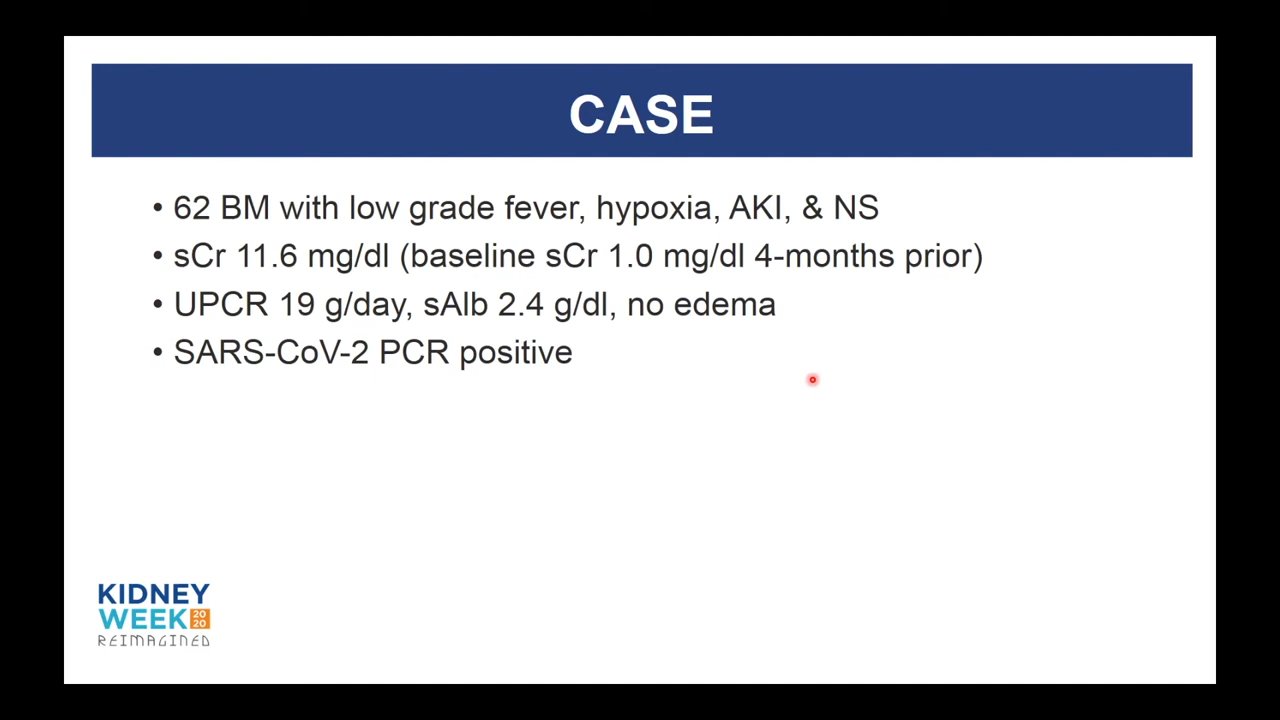 CASE
• 62 BM with low grade fever, hypoxia, AKI, & NS
• sCr 11.6 mg/dl (baseline sCr 1.0 mg/dl 4-months prior)
• UPCR 19 g/day, sAlb 2.4 g/dl, no edema
• SARS-CoV-2 PCR positive
KIDNEY
WEEK 2020
REIMAGINED